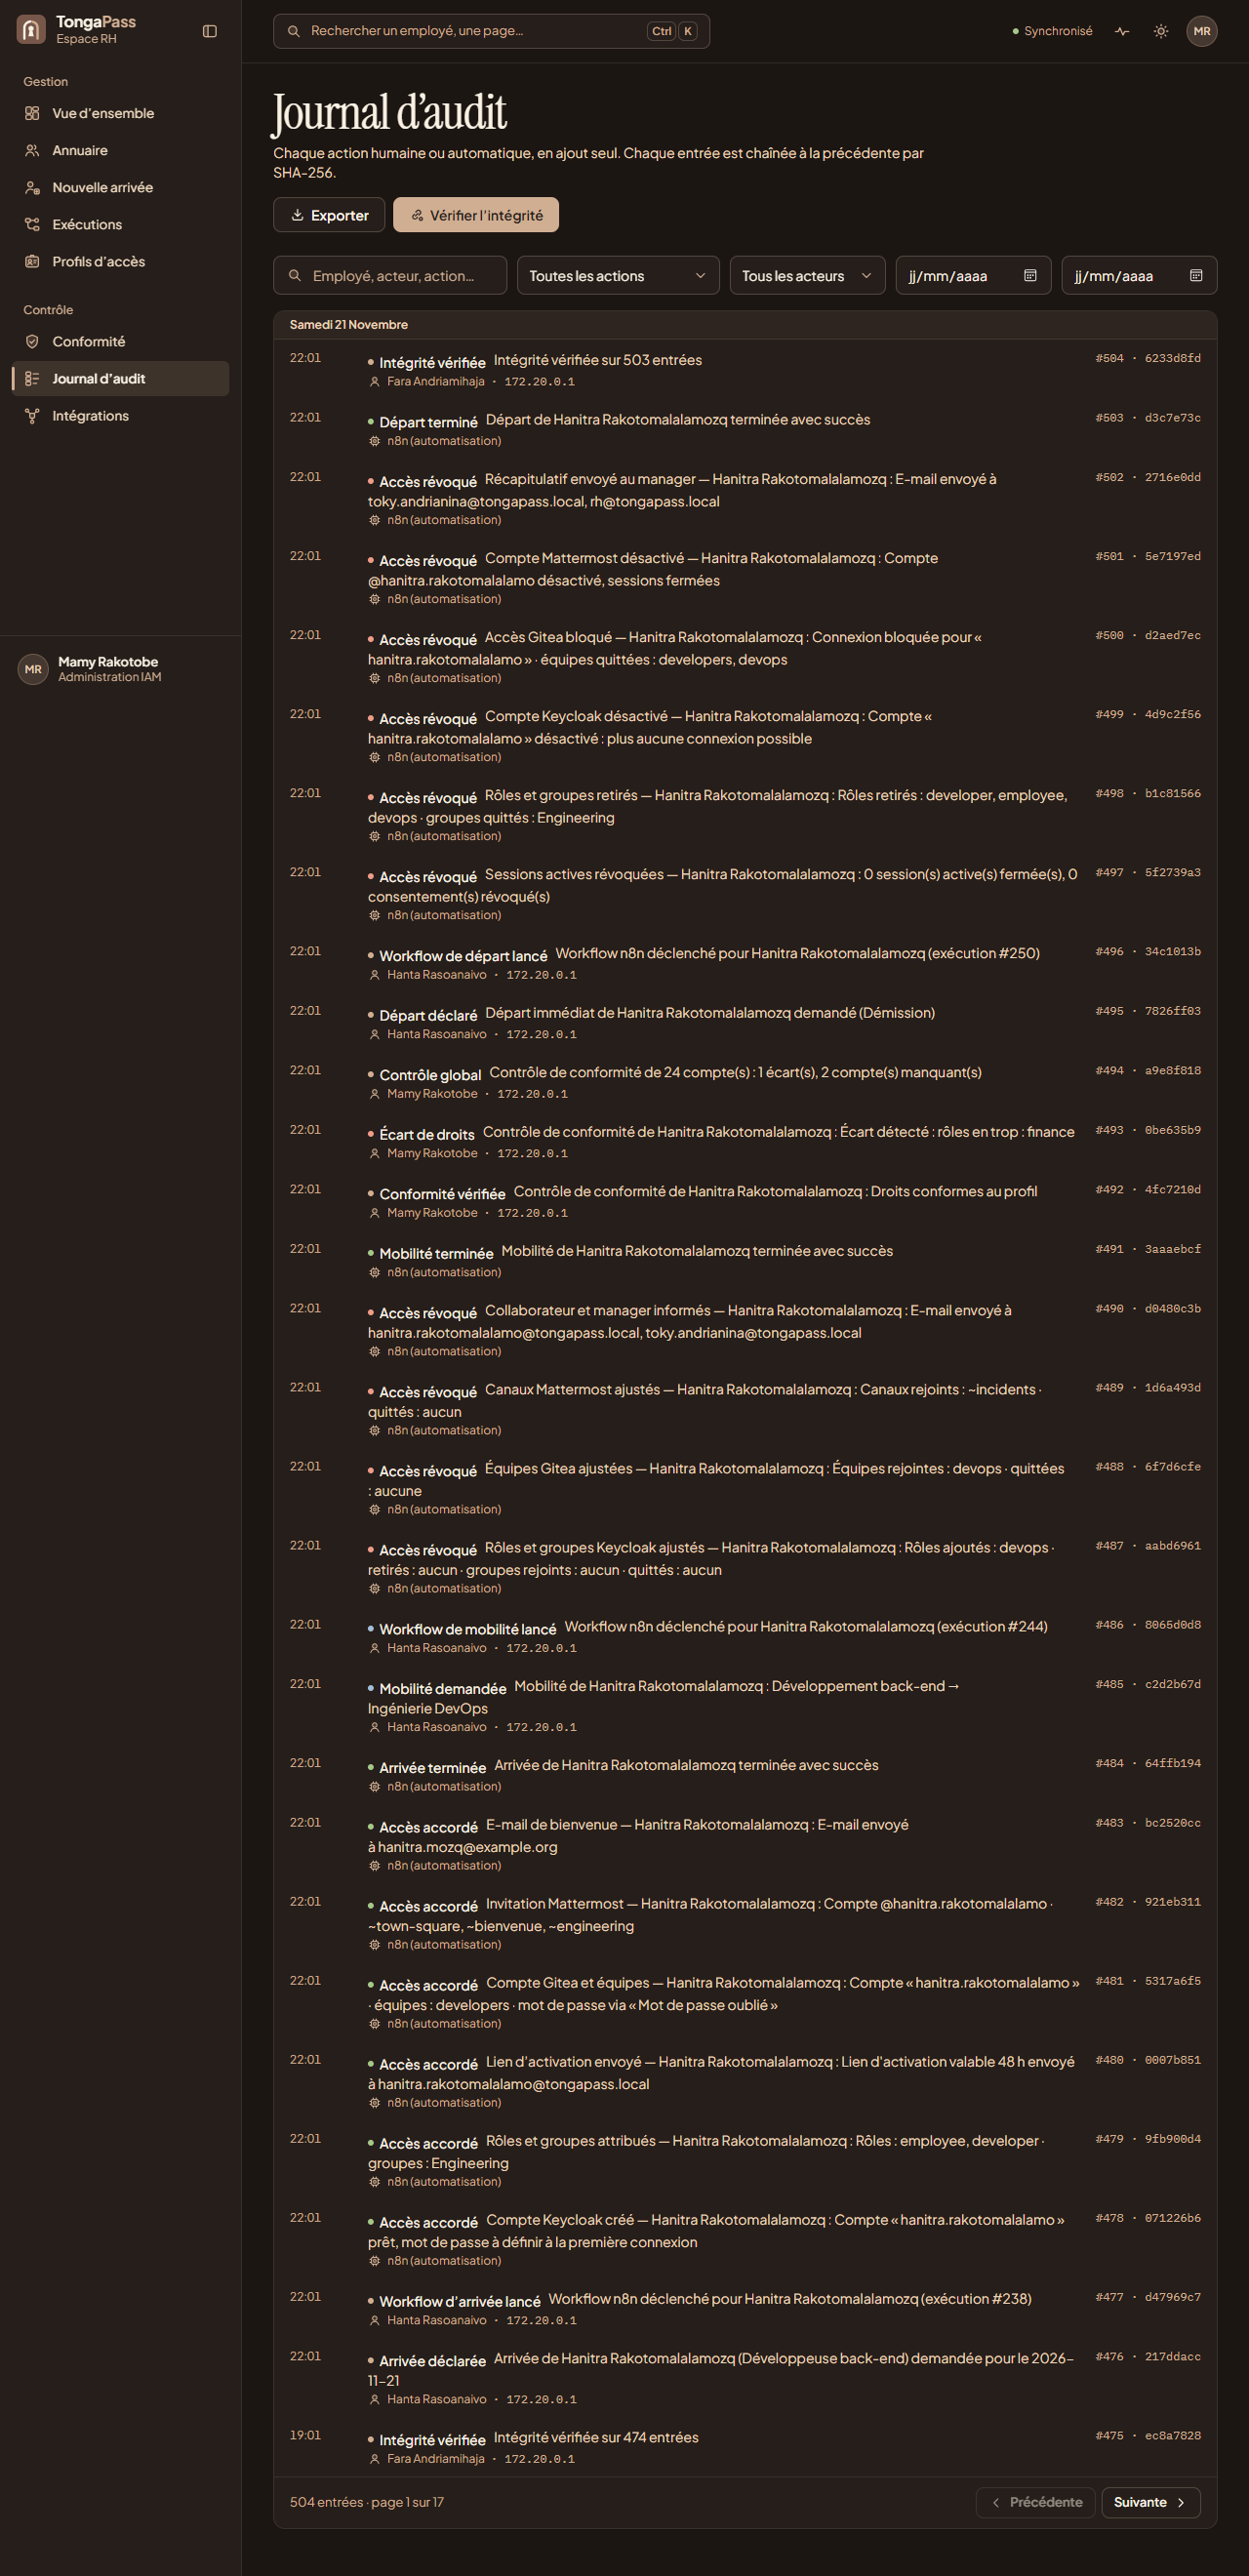 TongaPass
Espace RH
Gestion
Vue d’ensemble
Annuaire
Nouvelle arrivée
Exécutions
Profils d’accès
Contrôle
Conformité
Journal d’audit
Intégrations
MR
Mamy Rakotobe
Administration IAM
Rechercher un employé, une page…
Ctrl K
Synchronisé
MR
Journal d’audit
Chaque action humaine ou automatique, en ajout seul. Chaque entrée est chaînée à la précédente par
SHA-256.
Exporter
Vérifier l’intégrité
Employé, acteur, action…
Toutes les actions
Tous les acteurs
jj/mm/aaaa
jj/mm/aaaa
Samedi 21 Novembre
22:01 Intégrité vérifiée Intégrité vérifiée sur 503 entrées #504 · 6233d8fd
Fara Andriamihaja · 172.20.0.1
22:01 Départ terminé Départ de Hanitra Rakotomalalamozq terminée avec succès #503 · d3c7e73c
n8n (automatisation)
22:01 Accès révoqué Récapitulatif envoyé au manager — Hanitra Rakotomalalamozq : E-mail envoyé à #502 · 2716e0dd
toky.andrianina@tongapass.local, rh@tongapass.local
n8n (automatisation)
22:01 Accès révoqué Compte Mattermost désactivé — Hanitra Rakotomalalamozq : Compte #501 · 5e7197ed
@hanitra.rakotomalalamo désactivé, sessions fermées
n8n (automatisation)
22:01 Accès révoqué Accès Gitea bloqué — Hanitra Rakotomalalamozq : Connexion bloquée pour « #500 · d2aed7ec
hanitra.rakotomalalamo » · équipes quittées : developers, devops
n8n (automatisation)
22:01 Accès révoqué Compte Keycloak désactivé — Hanitra Rakotomalalamozq : Compte « #499 · 4d9c2f56
hanitra.rakotomalalamo » désactivé : plus aucune connexion possible
n8n (automatisation)
22:01 Accès révoqué Rôles et groupes retirés — Hanitra Rakotomalalamozq : Rôles retirés : developer, employee, #498 · b1c81566
devops · groupes quittés : Engineering
n8n (automatisation)
22:01 Accès révoqué Sessions actives révoquées — Hanitra Rakotomalalamozq : 0 session(s) active(s) fermée(s), 0 #497 · 5f2739a3
consentement(s) révoqué(s)
n8n (automatisation)
22:01 Workflow de départ lancé Workflow n8n déclenché pour Hanitra Rakotomalalamozq (exécution #250) #496 · 34c1013b
Hanta Rasoanaivo · 172.20.0.1
22:01 Départ déclaré Départ immédiat de Hanitra Rakotomalalamozq demandé (Démission) #495 · 7826ff03
Hanta Rasoanaivo · 172.20.0.1
22:01 Contrôle global Contrôle de conformité de 24 compte(s) : 1 écart(s), 2 compte(s) manquant(s) #494 · a9e8f818
Mamy Rakotobe · 172.20.0.1
22:01 Écart de droits Contrôle de conformité de Hanitra Rakotomalalamozq : Écart détecté : rôles en trop : finance #493 · 0be635b9
Mamy Rakotobe · 172.20.0.1
22:01 Conformité vérifiée Contrôle de conformité de Hanitra Rakotomalalamozq : Droits conformes au profil #492 · 4fc7210d
Mamy Rakotobe · 172.20.0.1
22:01 Mobilité terminée Mobilité de Hanitra Rakotomalalamozq terminée avec succès #491 · 3aaaebcf
n8n (automatisation)
22:01 Accès révoqué Collaborateur et manager informés — Hanitra Rakotomalalamozq : E-mail envoyé à #490 · d0480c3b
hanitra.rakotomalalamo@tongapass.local, toky.andrianina@tongapass.local
n8n (automatisation)
22:01 Accès révoqué Canaux Mattermost ajustés — Hanitra Rakotomalalamozq : Canaux rejoints : ~incidents · #489 · 1d6a493d
quittés : aucun
n8n (automatisation)
22:01 Accès révoqué Équipes Gitea ajustées — Hanitra Rakotomalalamozq : Équipes rejointes : devops · quittées #488 · 6f7d6cfe
: aucune
n8n (automatisation)
22:01 Accès révoqué Rôles et groupes Keycloak ajustés — Hanitra Rakotomalalamozq : Rôles ajoutés : devops · #487 · aabd6961
retirés : aucun · groupes rejoints : aucun · quittés : aucun
n8n (automatisation)
22:01 Workflow de mobilité lancé Workflow n8n déclenché pour Hanitra Rakotomalalamozq (exécution #244) #486 · 8065d0d8
Hanta Rasoanaivo · 172.20.0.1
22:01 Mobilité demandée Mobilité de Hanitra Rakotomalalamozq : Développement back-end → #485 · c2d2b67d
Ingénierie DevOps
Hanta Rasoanaivo · 172.20.0.1
22:01 Arrivée terminée Arrivée de Hanitra Rakotomalalamozq terminée avec succès #484 · 64ffb194
n8n (automatisation)
22:01 Accès accordé E-mail de bienvenue — Hanitra Rakotomalalamozq : E-mail envoyé #483 · bc2520cc
à hanitra.mozq@example.org
n8n (automatisation)
22:01 Accès accordé Invitation Mattermost — Hanitra Rakotomalalamozq : Compte @hanitra.rakotomalalamo · #482 · 921eb311
~town-square, ~bienvenue, ~engineering
n8n (automatisation)
22:01 Accès accordé Compte Gitea et équipes — Hanitra Rakotomalalamozq : Compte « hanitra.rakotomalalamo » #481 · 5317a6f5
· équipes : developers · mot de passe via « Mot de passe oublié »
n8n (automatisation)
22:01 Accès accordé Lien d’activation envoyé — Hanitra Rakotomalalamozq : Lien d’activation valable 48 h envoyé #480 · 0007b851
à hanitra.rakotomalalamo@tongapass.local
n8n (automatisation)
22:01 Accès accordé Rôles et groupes attribués — Hanitra Rakotomalalamozq : Rôles : employee, developer · #479 · 9fb900d4
groupes : Engineering
n8n (automatisation)
22:01 Accès accordé Compte Keycloak créé — Hanitra Rakotomalalamozq : Compte « hanitra.rakotomalalamo » #478 · 071226b6
prêt, mot de passe à définir à la première connexion
n8n (automatisation)
22:01 Workflow d’arrivée lancé Workflow n8n déclenché pour Hanitra Rakotomalalamozq (exécution #238) #477 · d47969c7
Hanta Rasoanaivo · 172.20.0.1
22:01 Arrivée déclarée Arrivée de Hanitra Rakotomalalamozq (Développeuse back-end) demandée pour le 2026-
11-21 #476 · 217ddacc
Hanta Rasoanaivo · 172.20.0.1
19:01 Intégrité vérifiée Intégrité vérifiée sur 474 entrées #475 · ec8a7828
Fara Andriamihaja · 172.20.0.1
504 entrées · page 1 sur 17
Précédente
Suivante